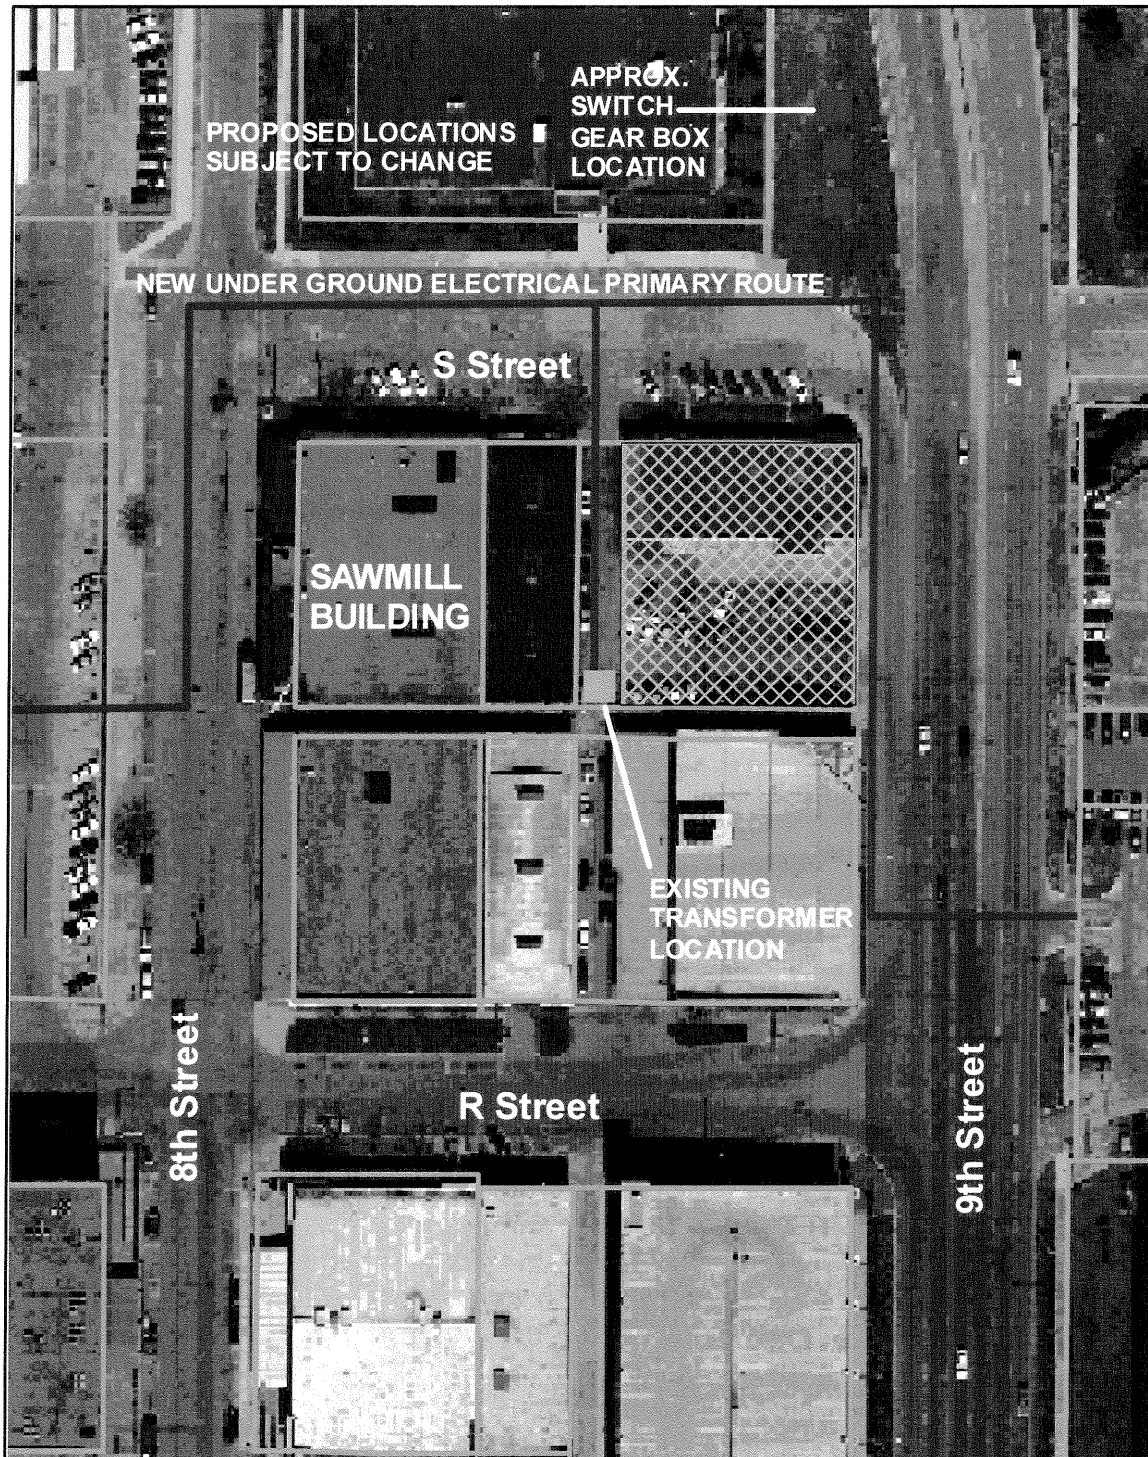 APPROX.
SWITCH
GEAR BOX
LOCATION
PROPOSED LOCATIONS
SUBJECT TO CHANGE
NEW UNDER GROUND ELECTRICAL PRIMARY ROUTE
S Street
SAWMILL
BUILDING
EXISTING
TRANSFORMER
LOCATION
8th Street
R Street
9th Street